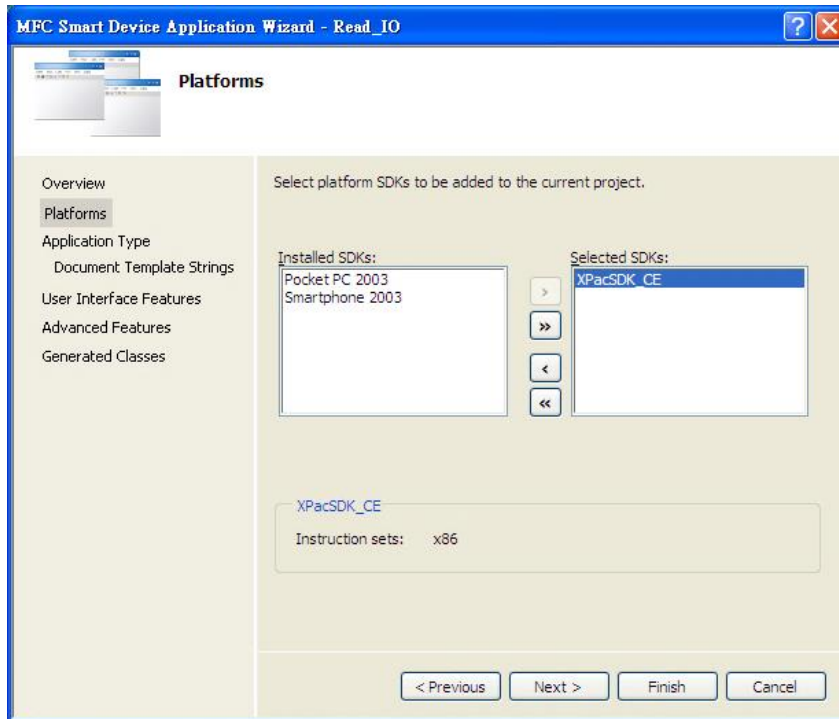 MFC Smart Device Application Wizard - Read_IO
Platforms
Overview
Platforms
Application Type
Document Template Strings
User Interface Features
Advanced Features
Generated Classes
Select platform SDKs to be added to the current project.
Installed SDKs:
Pocket PC 2003
Smartphone 2003
>
>>
<
<<
Selected SDKs:
XPacSDK_CE
XPacSDK_CE
Instruction sets: x86
< Previous Next > Finish Cancel